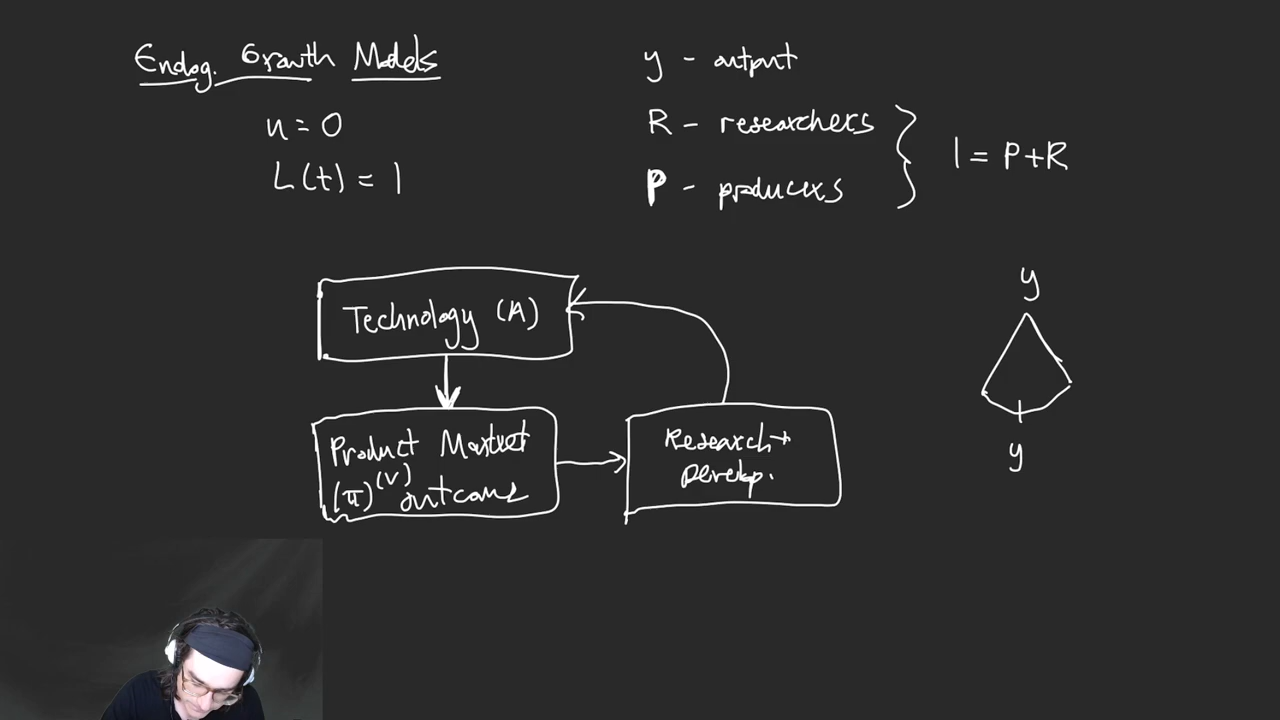 Endog. Growth Models
n = 0
L(t) = 1
y - output
R - researchers
P - producers
1 = P+R
Technology (A)
Product Market
(π) (V) outcome
Research +
Develop.
y
y